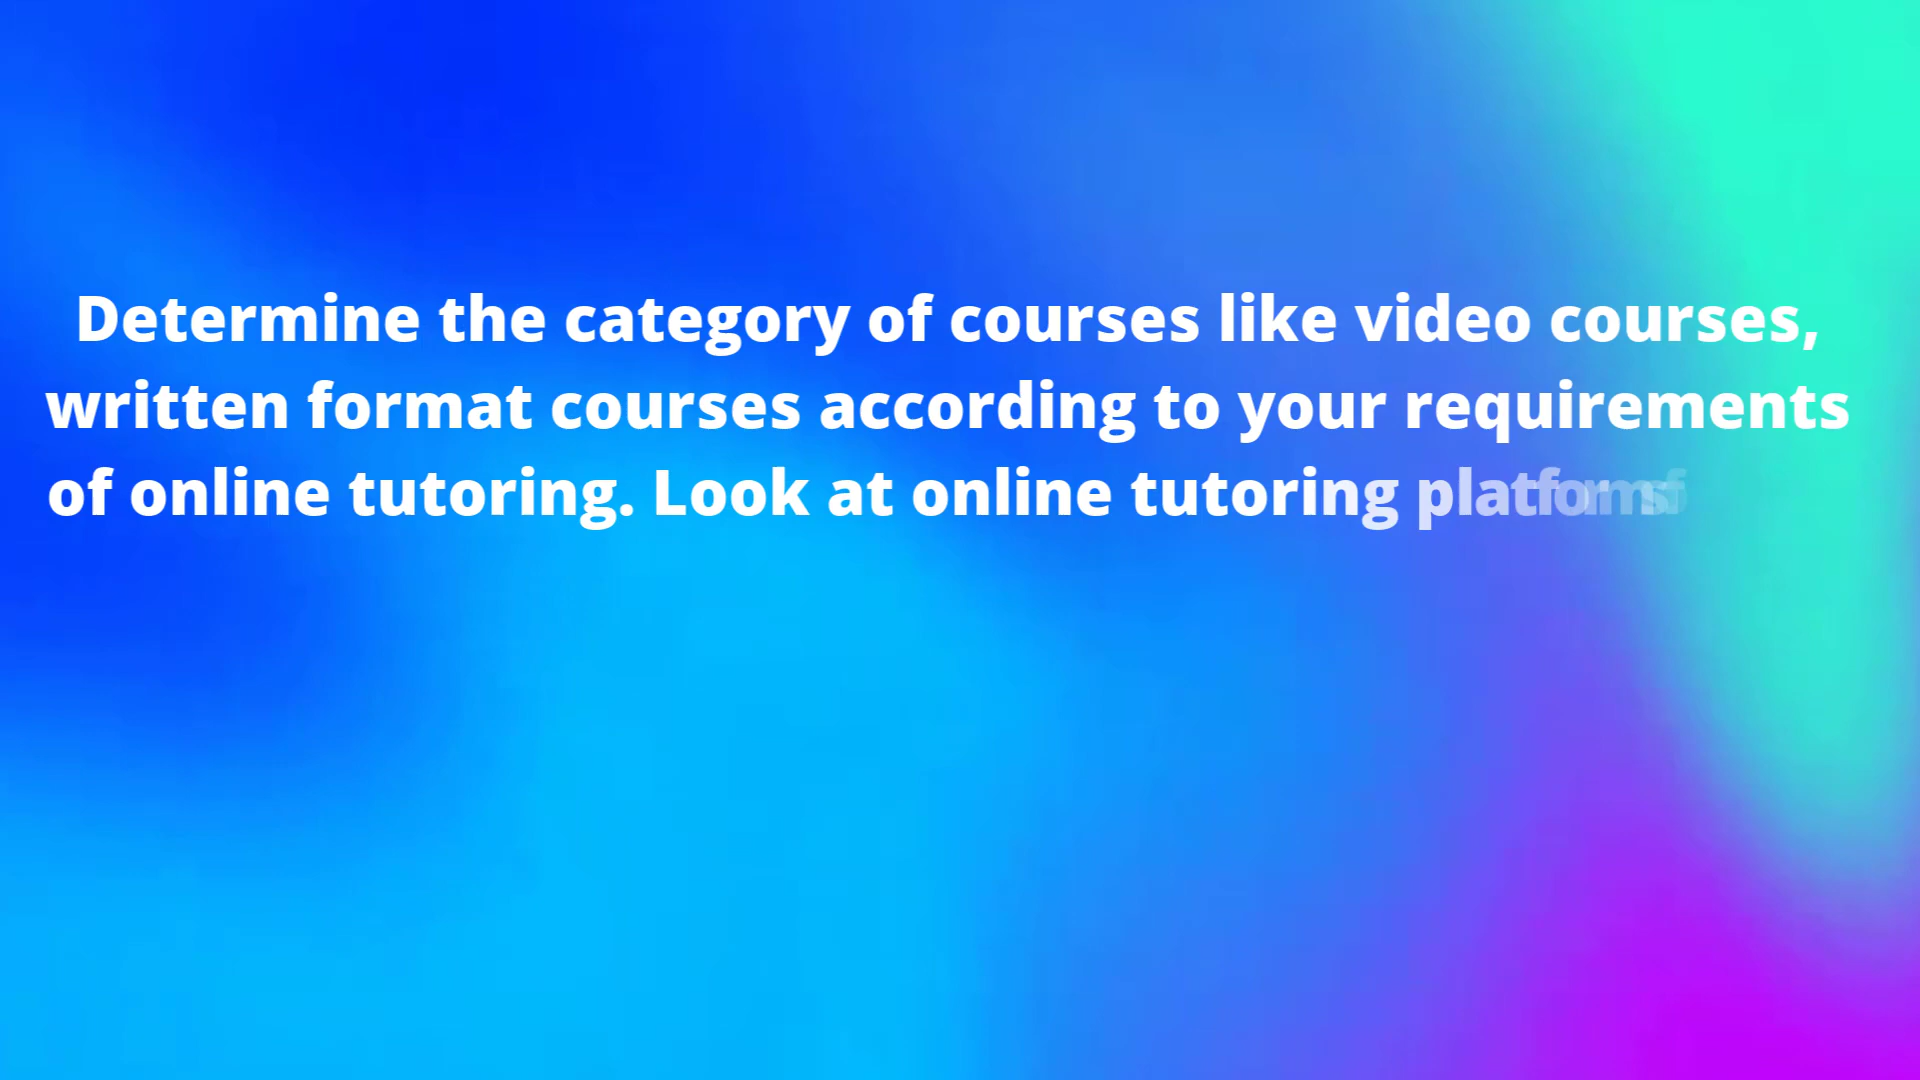 Determine the category of courses like video courses,
written format courses according to your requirements
of online tutoring. Look at online tutoring platforms